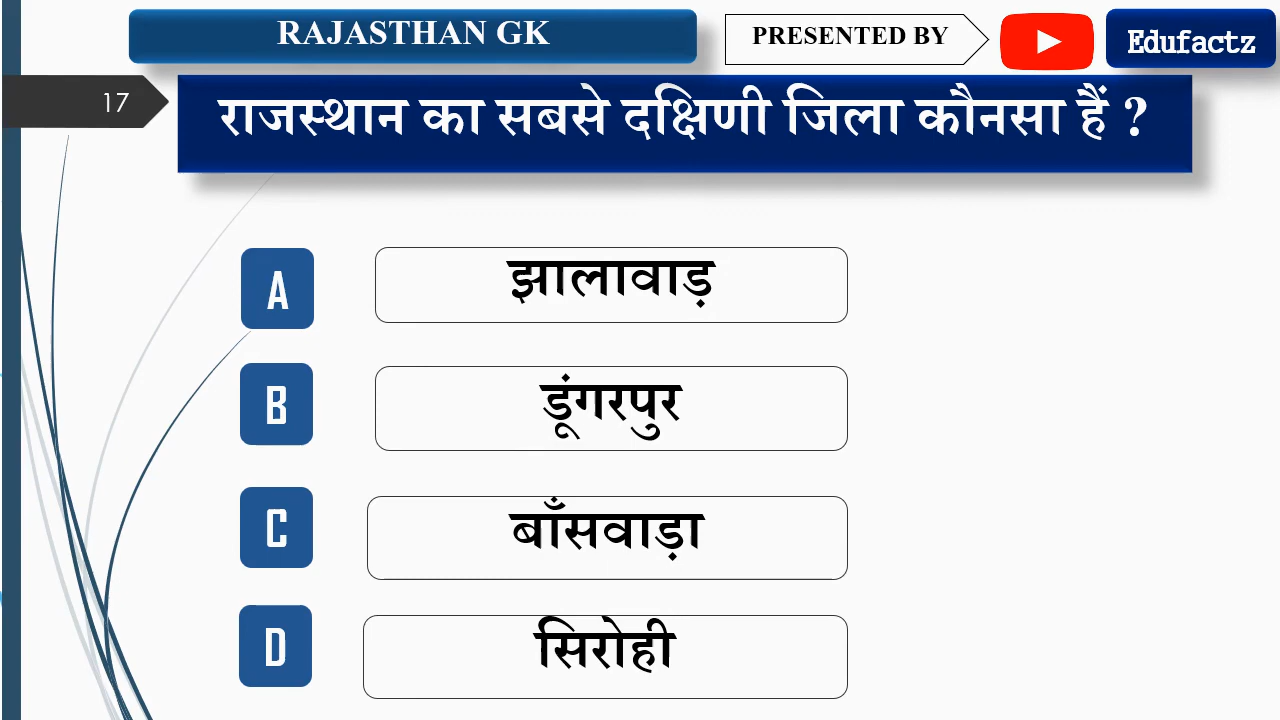 RAJASTHAN GK
PRESENTED BY
Edufactz
17
राजस्थान का सबसे दक्षिणी जिला कौनसा हैं ?
A
झालावाड़
B
डूंगरपुर
C
बाँसवाड़ा
D
सिरोही